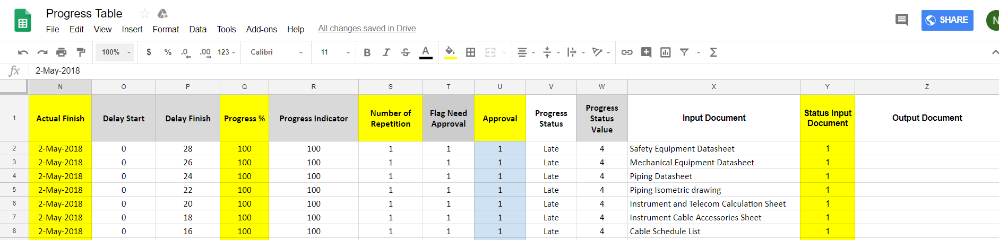 Progress Table
File Edit View Insert Format Data Tools Add-ons Help All changes saved in Drive
SHARE N
100% $ % .0 .00 123 Calibri 11 B I S A Σ
fx 2-May-2018
N O P Q R S T U V W X Y Z
1 Actual Finish Delay Start Delay Finish Progress % Progress Indicator Number of Repetition Flag Need Approval Approval Progress Status Progress Status Value Input Document Status Input Document Output Document
2 2-May-2018 0 28 100 100 1 1 1 Late 4 Safety Equipment Datasheet 1
3 2-May-2018 0 26 100 100 1 1 1 Late 4 Mechanical Equipment Datasheet 1
4 2-May-2018 0 24 100 100 1 1 1 Late 4 Piping Datasheet 1
5 2-May-2018 0 22 100 100 1 1 1 Late 4 Piping Isometric drawing 1
6 2-May-2018 0 20 100 100 1 1 1 Late 4 Instrument and Telecom Calculation Sheet 1
7 2-May-2018 0 18 100 100 1 1 1 Late 4 Instrument Cable Accessories Sheet 1
8 2-May-2018 0 16 100 100 1 1 1 Late 4 Cable Schedule List 1